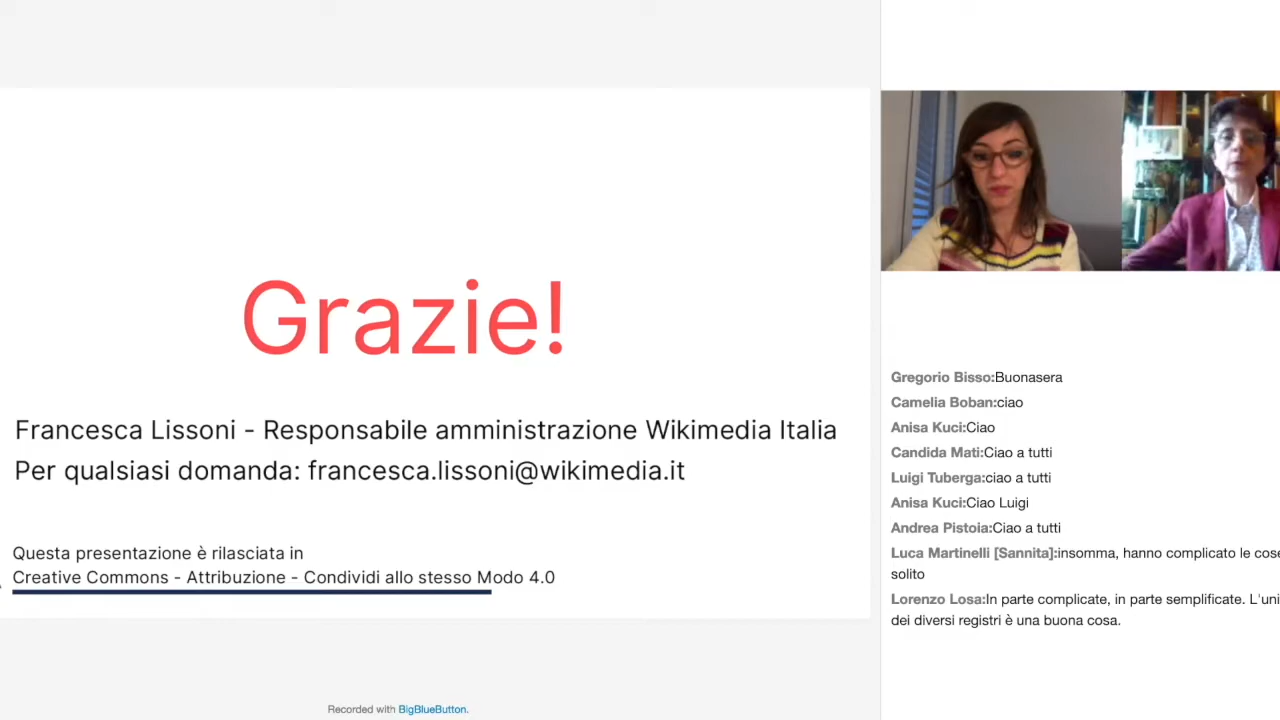 Grazie!
Francesca Lissoni - Responsabile amministrazione Wikimedia Italia
Per qualsiasi domanda: francesca.lissoni@wikimedia.it
Questa presentazione è rilasciata in
Creative Commons - Attribuzione - Condividi allo stesso Modo 4.0
Recorded with BigBlueButton.
Gregorio Bisso:Buonasera
Camelia Boban:ciao
Anisa Kuci:Ciao
Candida Mati:Ciao a tutti
Luigi Tuberga:ciao a tutti
Anisa Kuci:Ciao Luigi
Andrea Pistoia:Ciao a tutti
Luca Martinelli [Sannita]:insomma, hanno complicato le cose
solito
Lorenzo Losa:In parte complicate, in parte semplificate. L'uni
dei diversi registri è una buona cosa.